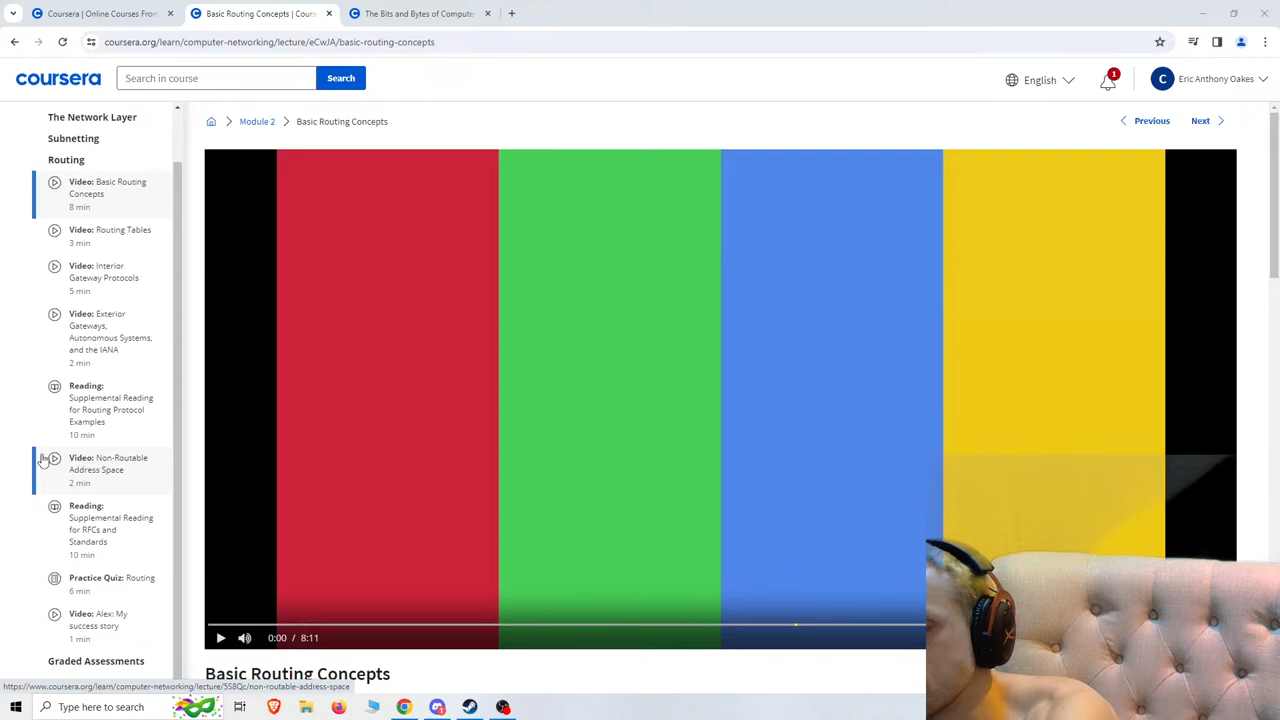 Coursera | Online Courses From
Basic Routing Concepts | Cours
The Bits and Bytes of Compute
coursera.org/learn/computer-networking/lecture/eCwJA/basic-routing-concepts
coursera
Search in course
Search
English
1
C
Eric Anthony Oakes
The Network Layer
Subnetting
Routing
Video: Basic Routing
Concepts
8 min
Video: Routing Tables
3 min
Video: Interior
Gateway Protocols
5 min
Video: Exterior
Gateways,
Autonomous Systems,
and the IANA
2 min
Reading:
Supplemental Reading
for Routing Protocol
Examples
10 min
Video: Non-Routable
Address Space
2 min
Reading:
Supplemental Reading
for RFCs and
Standards
10 min
Practice Quiz: Routing
6 min
Video: Alex: My
success story
1 min
Graded Assessments
Module 2
Basic Routing Concepts
Previous
Next
0:00 / 8:11
Basic Routing Concepts
https://www.coursera.org/learn/computer-networking/lecture/5S8Qc/non-routable-address-space
Type here to search